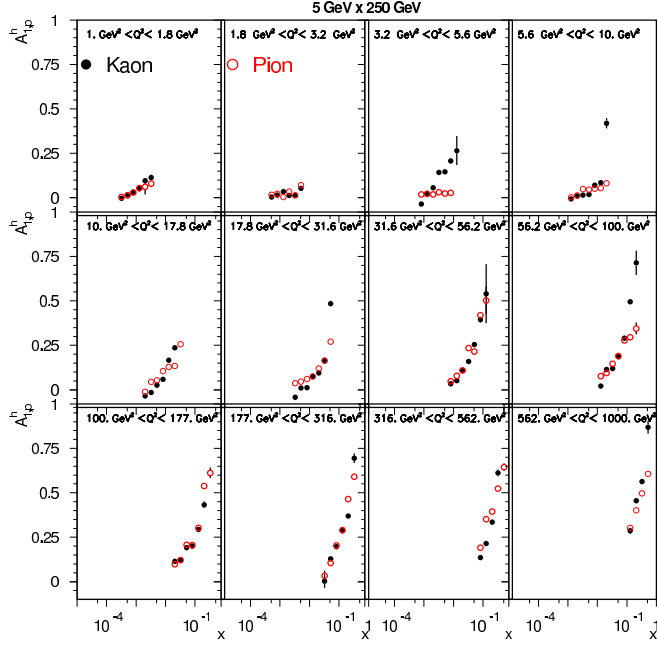 5 GeV x 250 GeV
1. GeV² <Q²< 1.8 GeV²
1.8 GeV² <Q²< 3.2 GeV²
3.2 GeV² <Q²< 5.6 GeV²
5.6 GeV² <Q²< 10. GeV²
Kaon
Pion
A^h_1,p
1
0.75
0.5
0.25
0
10. GeV² <Q²< 17.8 GeV²
17.8 GeV² <Q²< 31.6 GeV²
31.6 GeV² <Q²< 56.2 GeV²
56.2 GeV² <Q²< 100. GeV²
A^h_1,p
1
0.75
0.5
0.25
0
100. GeV² <Q²< 177. GeV²
177. GeV² <Q²< 316. GeV²
316. GeV² <Q²< 562. GeV²
562. GeV² <Q²< 1000. GeV²
A^h_1,p
1
0.75
0.5
0.25
0
10⁻⁴ 10⁻¹ 10⁻⁴ 10⁻¹ 10⁻⁴ 10⁻¹ 10⁻⁴ 10⁻¹ 1
x x x x